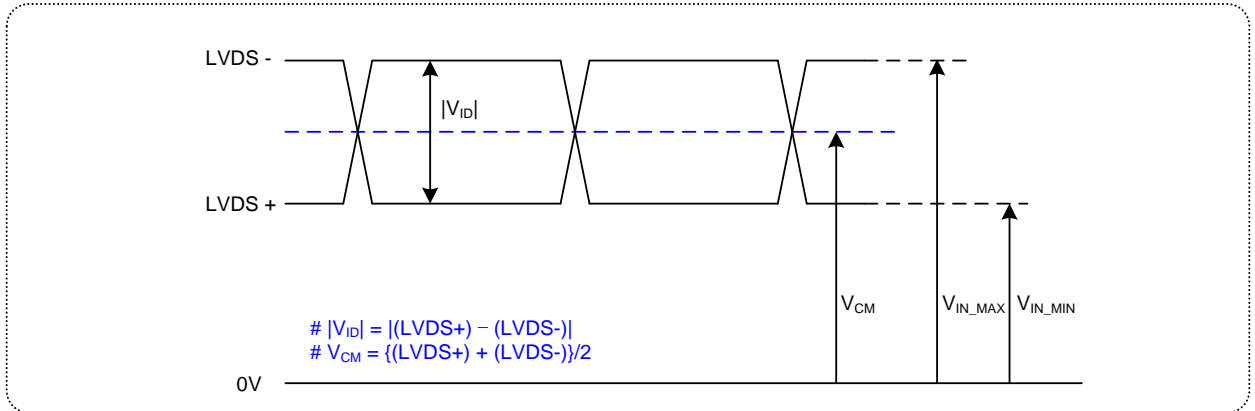 LVDS -
|VID|
LVDS +
VCM
VIN_MAX
VIN_MIN
# |VID| = |(LVDS+) – (LVDS-)|
# VCM = {(LVDS+) + (LVDS-)}/2
0V